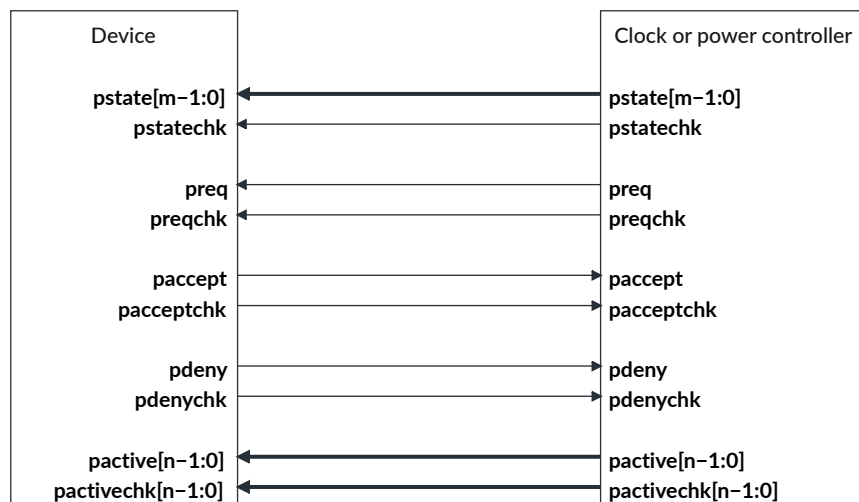 Device Clock or power controller
pstate[m−1:0] pstate[m−1:0]
pstatechk pstatechk
preq preq
preqchk preqchk
paccept paccept
pacceptchk pacceptchk
pdeny pdeny
pdenychk pdenychk
pactive[n−1:0] pactive[n−1:0]
pactivechk[n−1:0] pactivechk[n−1:0]